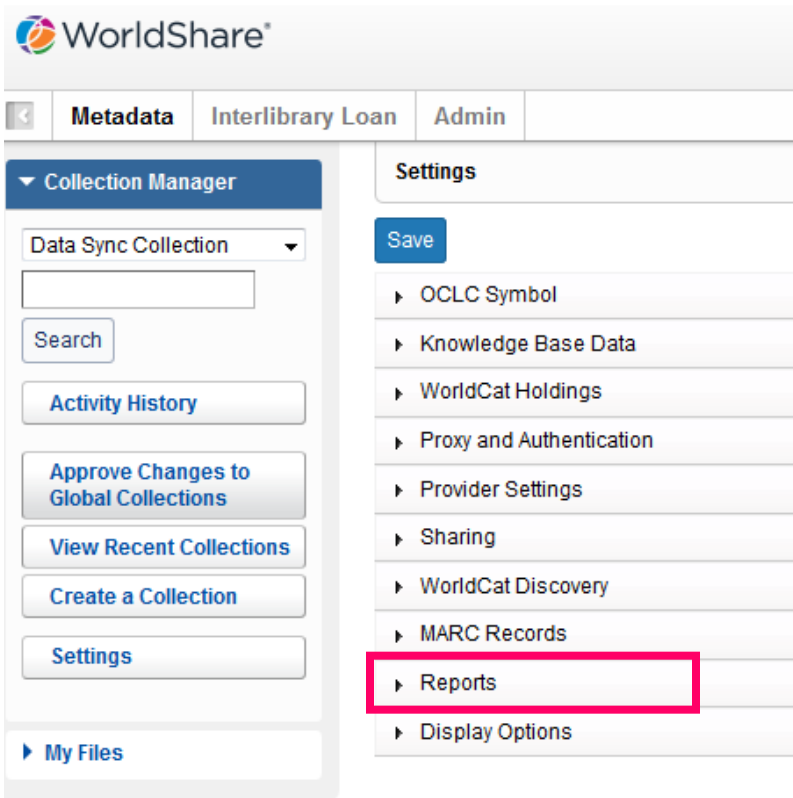 WorldShare®
Metadata
Interlibrary Loan
Admin
Collection Manager
Data Sync Collection
Search
Activity History
Approve Changes to
Global Collections
View Recent Collections
Create a Collection
Settings
My Files
Settings
Save
OCLC Symbol
Knowledge Base Data
WorldCat Holdings
Proxy and Authentication
Provider Settings
Sharing
WorldCat Discovery
MARC Records
Reports
Display Options